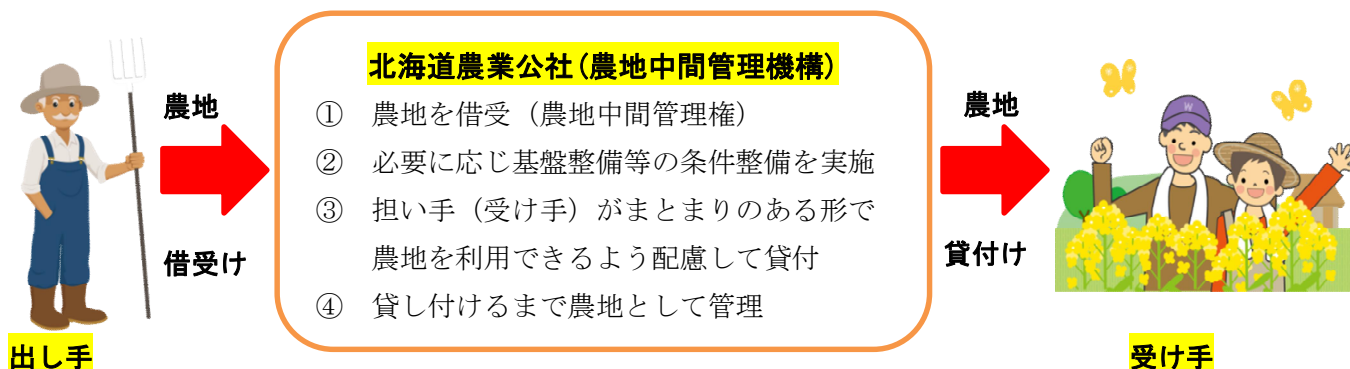 農地
借受け
出し手
北海道農業公社(農地中間管理機構)
① 農地を借受(農地中間管理権)
② 必要に応じ基盤整備等の条件整備を実施
③ 担い手(受け手)がまとまりのある形で
農地を利用できるよう配慮して貸付
④ 貸し付けるまで農地として管理
農地
貸付け
W
受け手